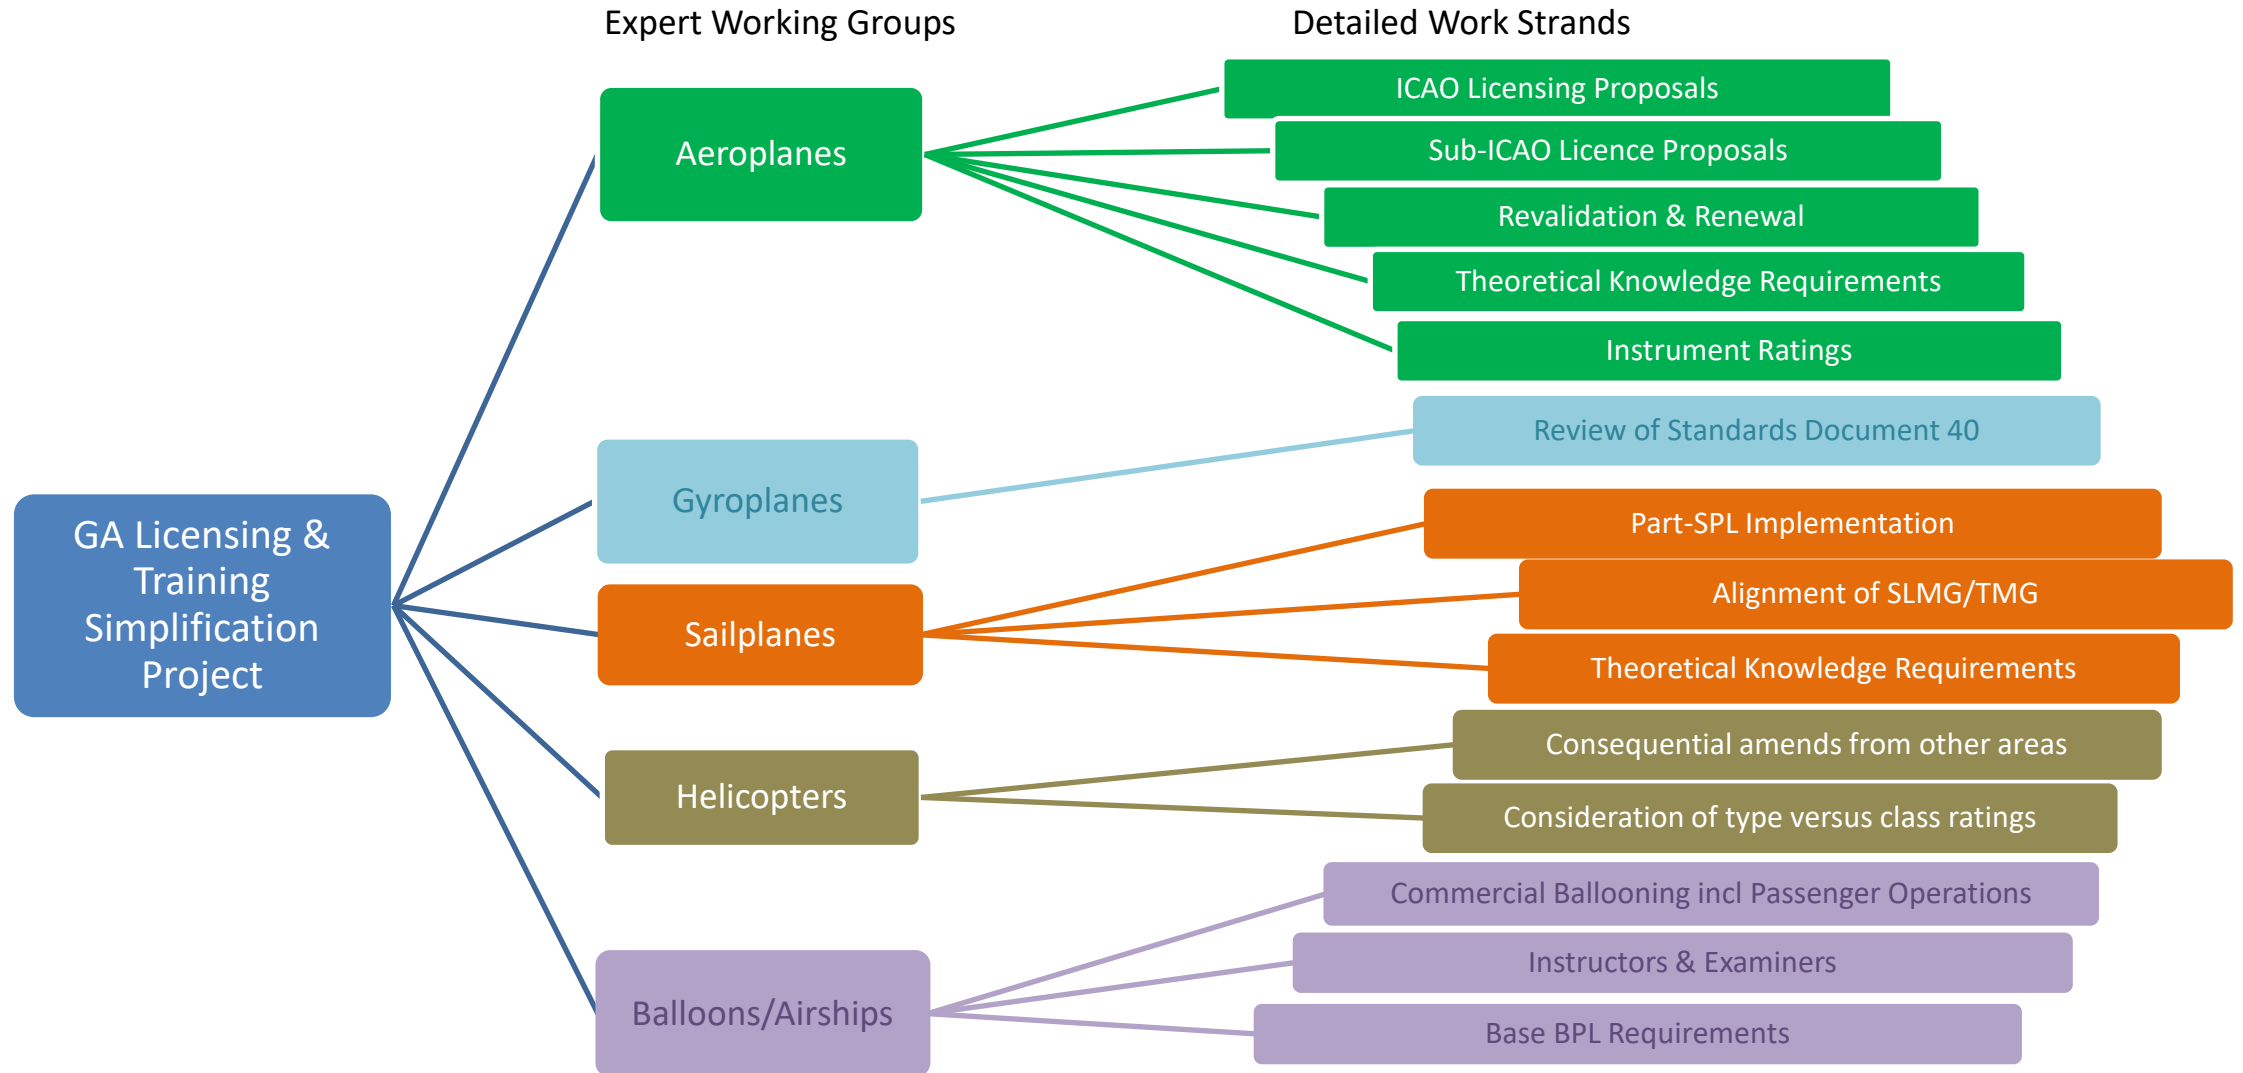 Expert Working Groups
Detailed Work Strands
GA Licensing &
Training
Simplification
Project
Aeroplanes
ICAO Licensing Proposals
Sub-ICAO Licence Proposals
Revalidation & Renewal
Theoretical Knowledge Requirements
Instrument Ratings
Gyroplanes
Review of Standards Document 40
Sailplanes
Part-SPL Implementation
Alignment of SLMG/TMG
Theoretical Knowledge Requirements
Helicopters
Consequential amends from other areas
Consideration of type versus class ratings
Balloons/Airships
Commercial Ballooning incl Passenger Operations
Instructors & Examiners
Base BPL Requirements